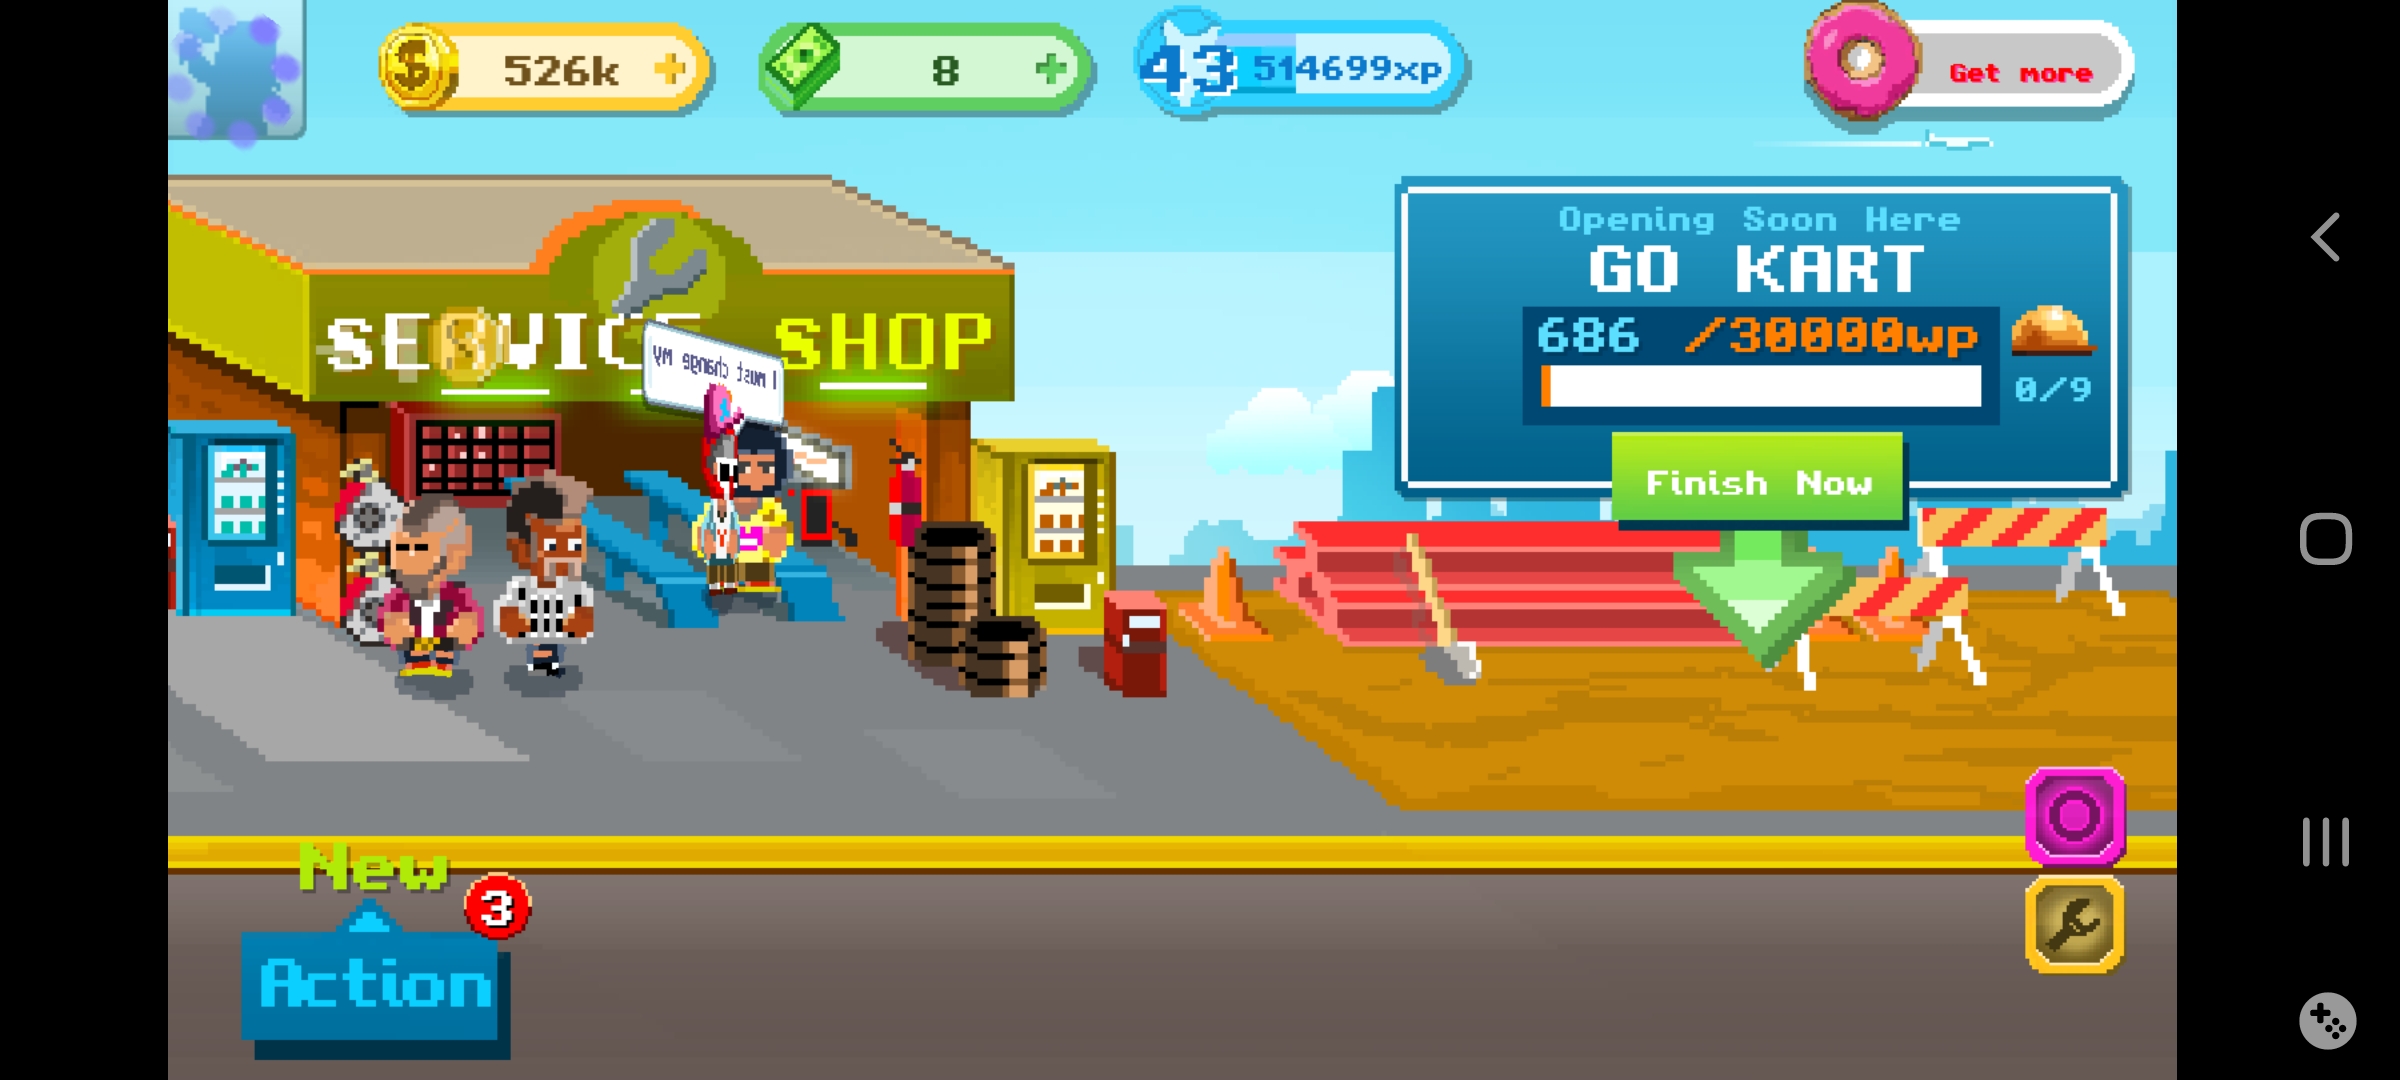 526k
8
43 514699xp
Get more
Opening Soon Here
GO KART
686 /30000wp
0/9
Finish Now
SERVICE SHOP
I must change my
New
3
Action